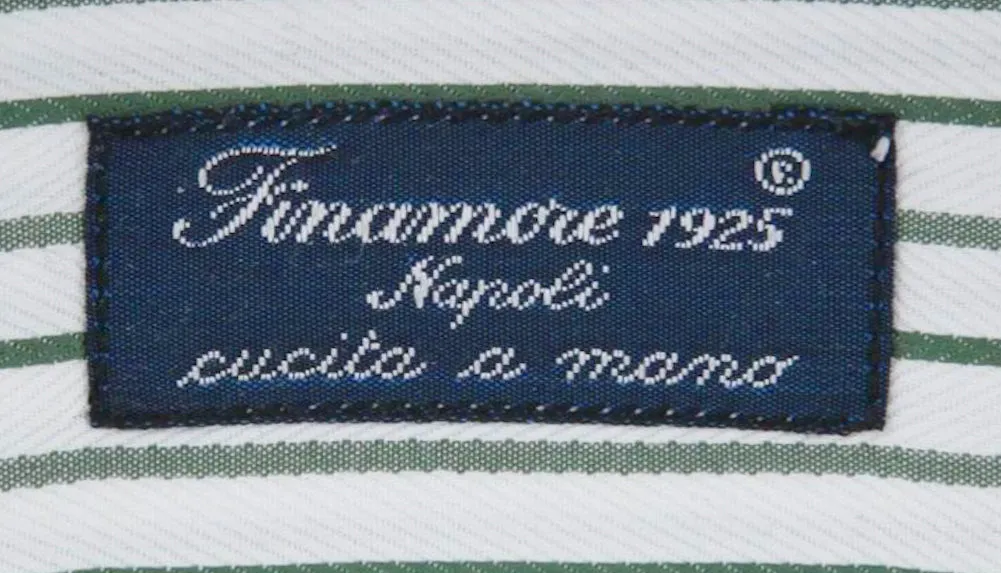 Finamore 1925 ®
Napoli
cucita a mano